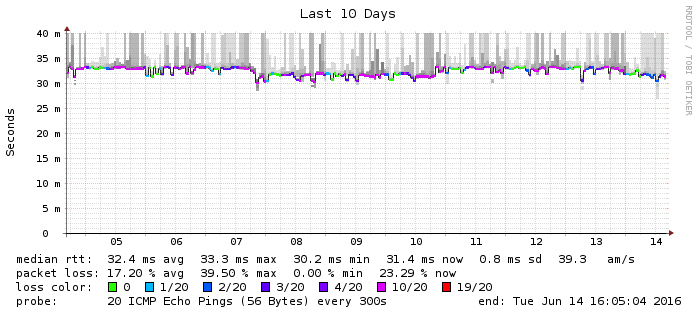 Last 10 Days
RRDTOOL / TOBI OETIKER
Seconds
40 m
35 m
30 m
25 m
20 m
15 m
10 m
5 m
0
05 06 07 08 09 10 11 12 13 14
median rtt: 32.4 ms avg 33.3 ms max 30.2 ms min 31.4 ms now 0.8 ms sd 39.3 am/s
packet loss: 17.20 % avg 39.50 % max 0.00 % min 23.29 % now
loss color: 0 1/20 2/20 3/20 4/20 10/20 19/20
probe: 20 ICMP Echo Pings (56 Bytes) every 300s end: Tue Jun 14 16:05:04 2016